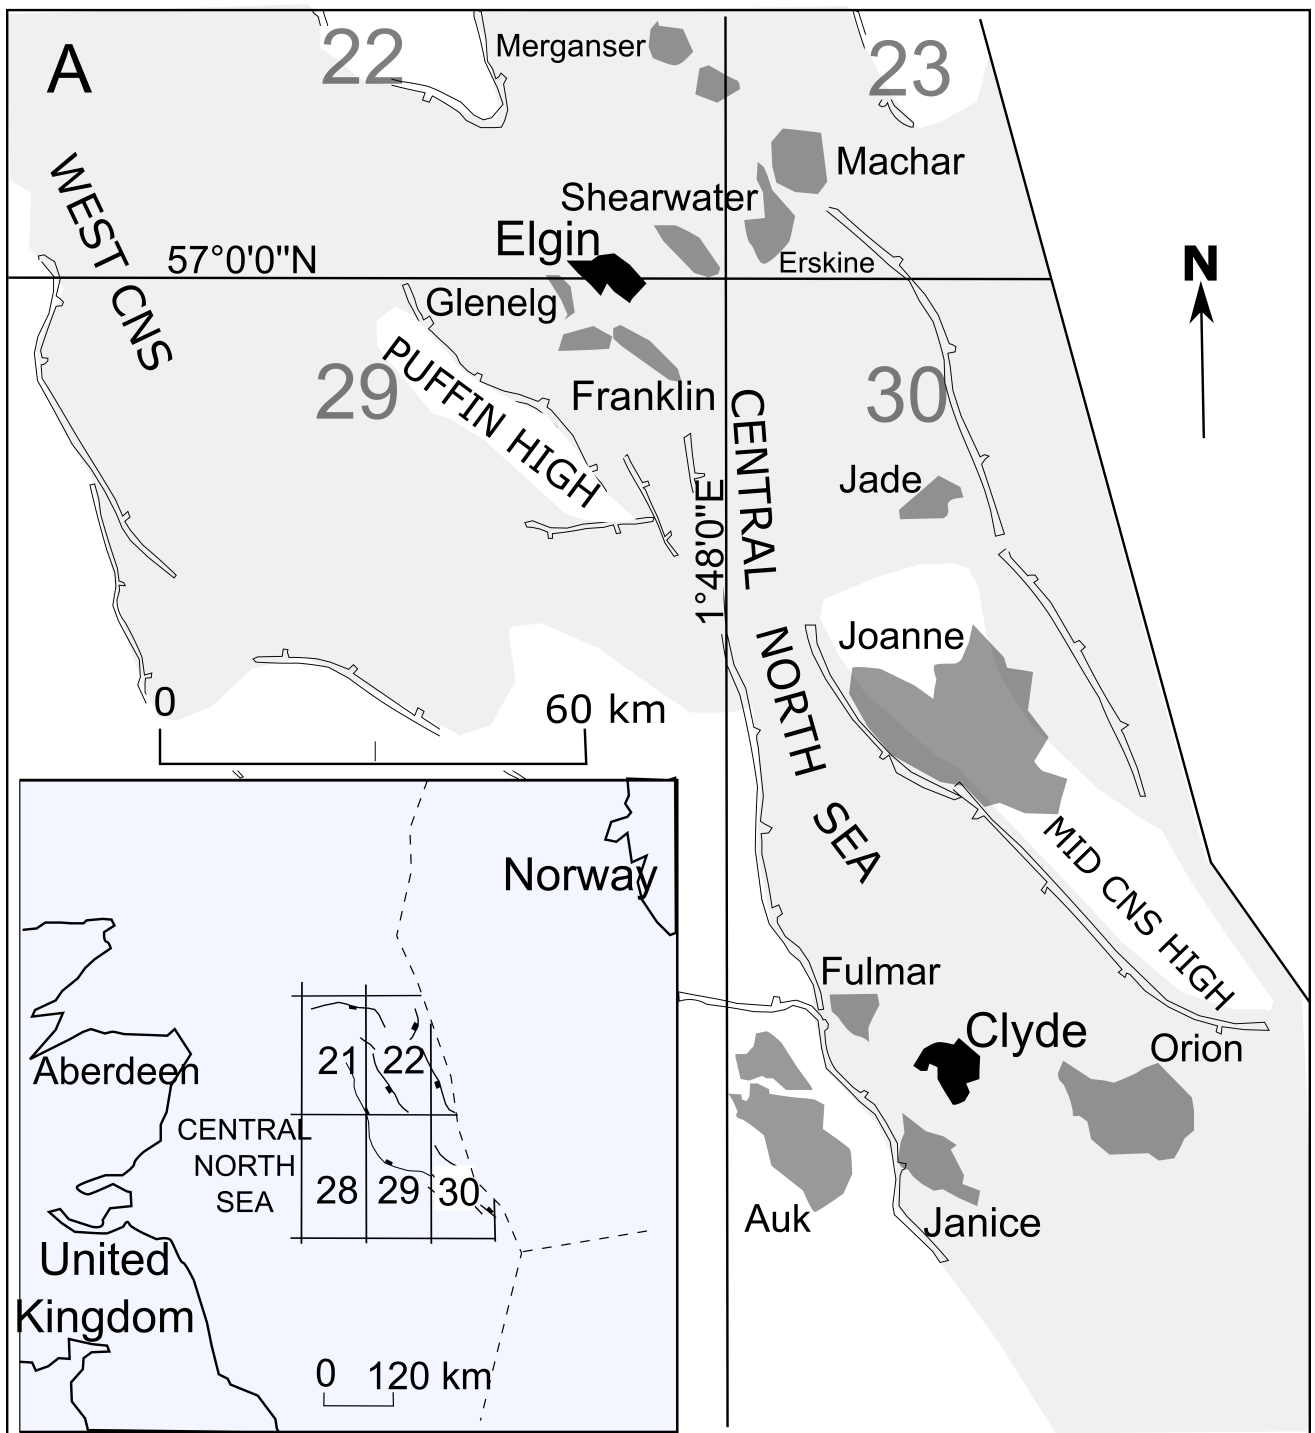 A
22
Merganser
23
Machar
WEST CNS
Shearwater
Elgin
57°0'0"N
Erskine
N
Glenelg
PUFFIN HIGH
29
Franklin
30
CENTRAL NORTH SEA
Jade
1°48'0"E
Joanne
0
60 km
MID CNS HIGH
Fulmar
Clyde
Orion
Auk
Janice
Norway
21
22
Aberdeen
CENTRAL
NORTH
SEA
28
29
30
United
Kingdom
0
120 km